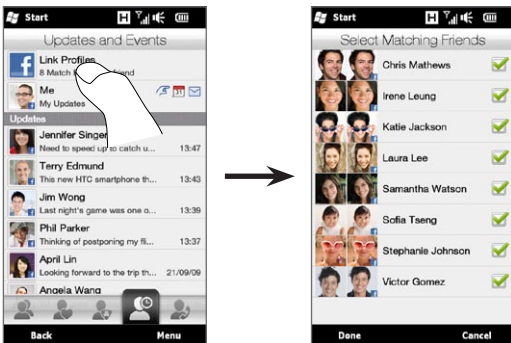 Start
H
Updates and Events
Link Profiles
8 Match friend
Me
My Updates
31
Updates
Jennifer Singer
Need to speed up to catch u... 13:47
Terry Edmund
This new HTC smartphone th... 13:43
Jim Wong
Last night's game was one o... 13:39
Phil Parker
Thinking of postponing my fli... 13:37
April Lin
Looking forward to the trip th... 21/09/09
Angela Wang
Back Menu
Start
H
Select Matching Friends
Chris Mathews
Irene Leung
Katie Jackson
Laura Lee
Samantha Watson
Sofia Tseng
Stephanie Johnson
Victor Gomez
Done Cancel